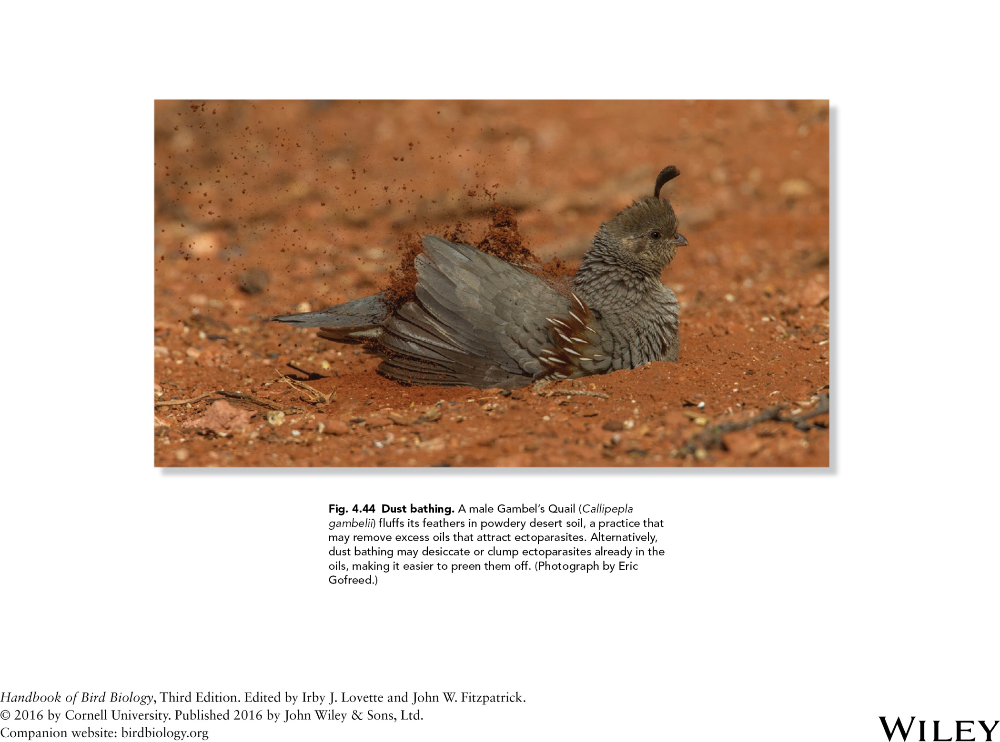 Fig. 4.44 Dust bathing. A male Gambel’s Quail (Callipepla
gambelii) fluffs its feathers in powdery desert soil, a practice that
may remove excess oils that attract ectoparasites. Alternatively,
dust bathing may desiccate or clump ectoparasites already in the
oils, making it easier to preen them off. (Photograph by Eric
Gofreed.)
Handbook of Bird Biology, Third Edition. Edited by Irby J. Lovette and John W. Fitzpatrick.
© 2016 by Cornell University. Published 2016 by John Wiley & Sons, Ltd.
Companion website: birdbiology.org
WILEY